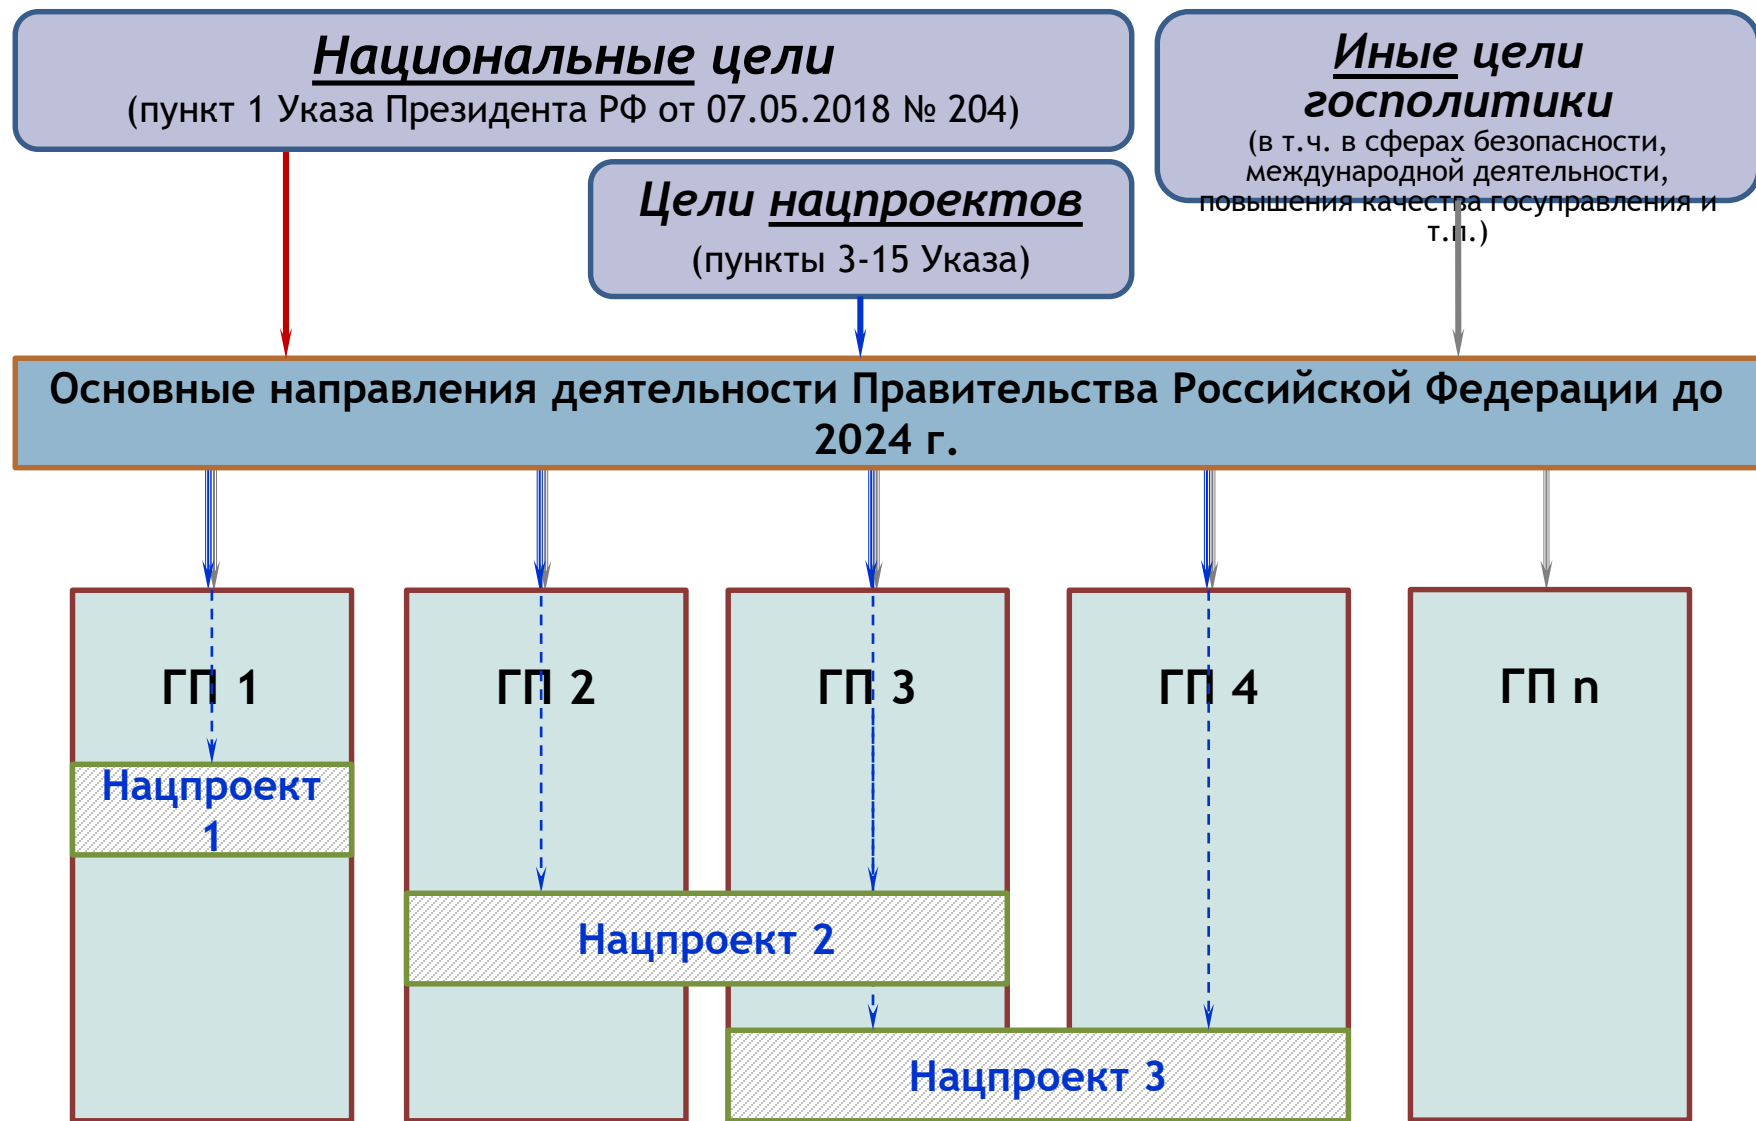 Национальные цели
(пункт 1 Указа Президента РФ от 07.05.2018 № 204)
Иные цели
госполитики
(в т.ч. в сферах безопасности,
международной деятельности,
повышения качества госуправления и
т.п.)
Цели нацпроектов
(пункты 3-15 Указа)
Основные направления деятельности Правительства Российской Федерации до
2024 г.
ГП 1
ГП 2
ГП 3
ГП 4
ГП n
Нацпроект
1
Нацпроект 2
Нацпроект 3